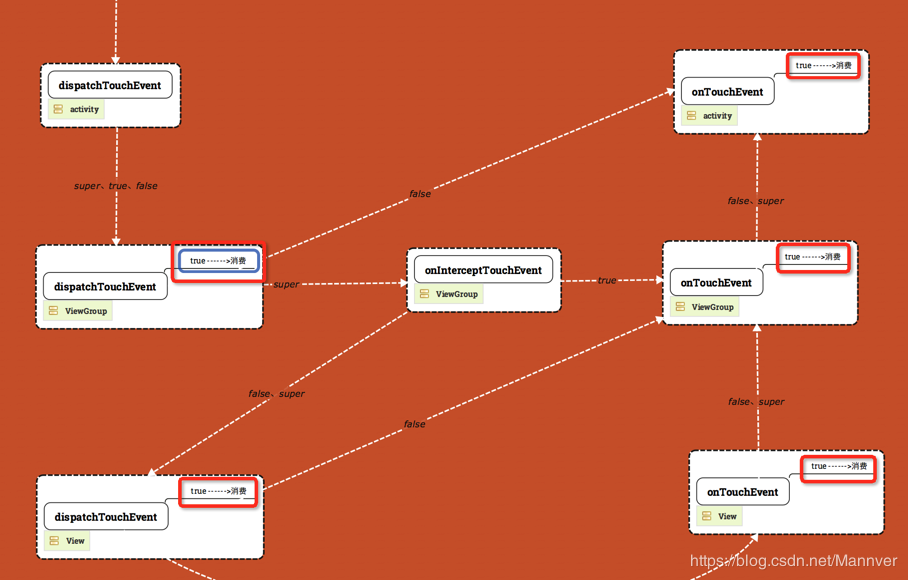 dispatchTouchEvent
activity
true ------>消费
onTouchEvent
activity
super、true、false
false
false、super
true ------>消费
dispatchTouchEvent
ViewGroup
super
onInterceptTouchEvent
ViewGroup
true
true ------>消费
onTouchEvent
ViewGroup
false、super
false
false、super
true ------>消费
dispatchTouchEvent
View
true ------>消费
onTouchEvent
View
https://blog.csdn.net/Mannver